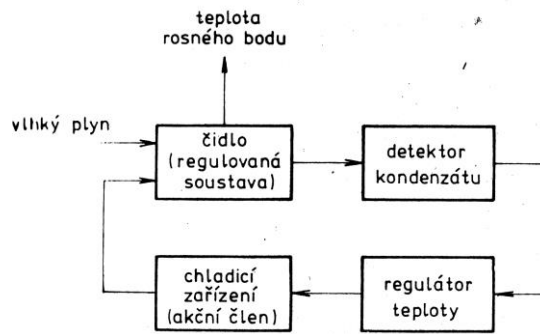 teplota
rosného bodu
vlhký plyn
čidlo
(regulovaná
soustava)
detektor
kondenzátu
chladicí
zařízení
(akční člen)
regulátor
teploty